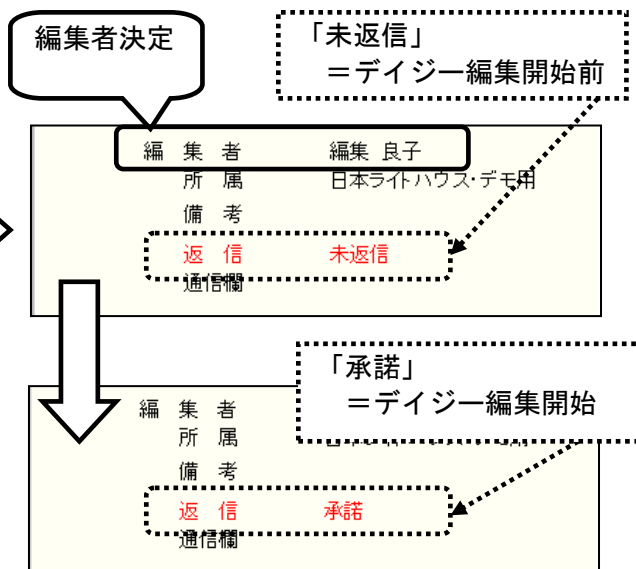 編集者決定
「未返信」
＝デイジー編集開始前
編 集 者 編集 良子
所 属 日本ライトハウス・デモ用
備 考
返 信 未返信
通信欄
「承諾」
＝デイジー編集開始
編 集 者
所 属
備 考
返 信 承諾
通信欄